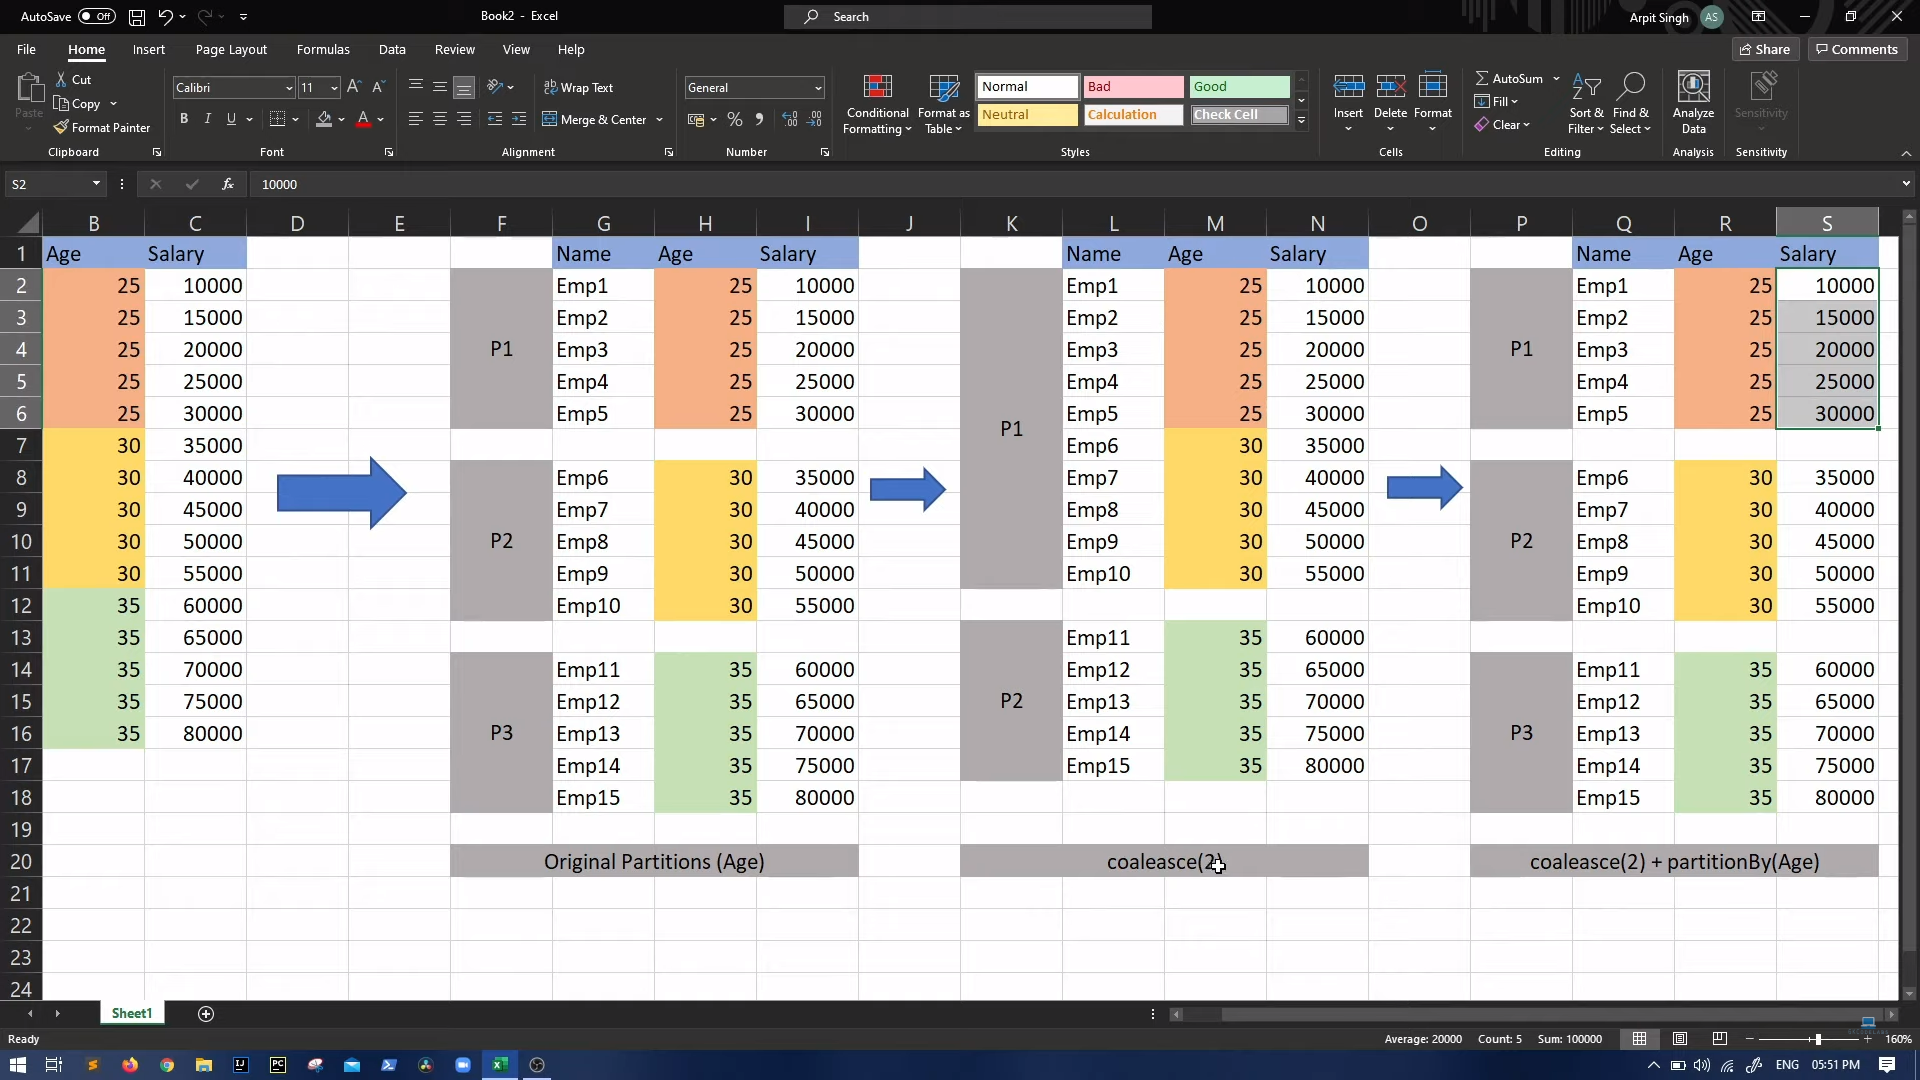 AutoSave Off Book2 - Excel Search Arpit Singh AS
File Home Insert Page Layout Formulas Data Review View Help Share Comments
Paste Cut Copy Format Painter Clipboard
Calibri 11 B I U A Font
Wrap Text Merge & Center Alignment
General % Number
Conditional Formatting Format as Table Normal Bad Good Neutral Calculation Check Cell Styles
Insert Delete Format Cells
AutoSum Fill Clear Sort & Filter Find & Select Editing
Analyze Data Analysis Sensitivity Sensitivity
S2 fx 10000
B C D E F G H I J K L M N O P Q R S
1 Age Salary Name Age Salary Name Age Salary Name Age Salary
2 25 10000 Emp1 25 10000 Emp1 25 10000 Emp1 25 10000
3 25 15000 Emp2 25 15000 Emp2 25 15000 Emp2 25 15000
4 25 20000 P1 Emp3 25 20000 Emp3 25 20000 P1 Emp3 25 20000
5 25 25000 Emp4 25 25000 Emp4 25 25000 Emp4 25 25000
6 25 30000 Emp5 25 30000 P1 Emp5 25 30000 Emp5 25 30000
7 30 35000 Emp6 30 35000
8 30 40000 Emp6 30 35000 Emp7 30 40000 Emp6 30 35000
9 30 45000 Emp7 30 40000 Emp8 30 45000 Emp7 30 40000
10 30 50000 P2 Emp8 30 45000 Emp9 30 50000 P2 Emp8 30 45000
11 30 55000 Emp9 30 50000 Emp10 30 55000 Emp9 30 50000
12 35 60000 Emp10 30 55000 Emp10 30 55000
13 35 65000 Emp11 35 60000
14 35 70000 Emp11 35 60000 Emp12 35 65000 Emp11 35 60000
15 35 75000 Emp12 35 65000 P2 Emp13 35 70000 Emp12 35 65000
16 35 80000 P3 Emp13 35 70000 Emp14 35 75000 P3 Emp13 35 70000
17 Emp14 35 75000 Emp15 35 80000 Emp14 35 75000
18 Emp15 35 80000 Emp15 35 80000
19
20 Original Partitions (Age) coaleasce(2) coaleasce(2) + partitionBy(Age)
21
22
23
24
Sheet1
Ready Average: 20000 Count: 5 Sum: 100000 160%
ENG 05:51 PM